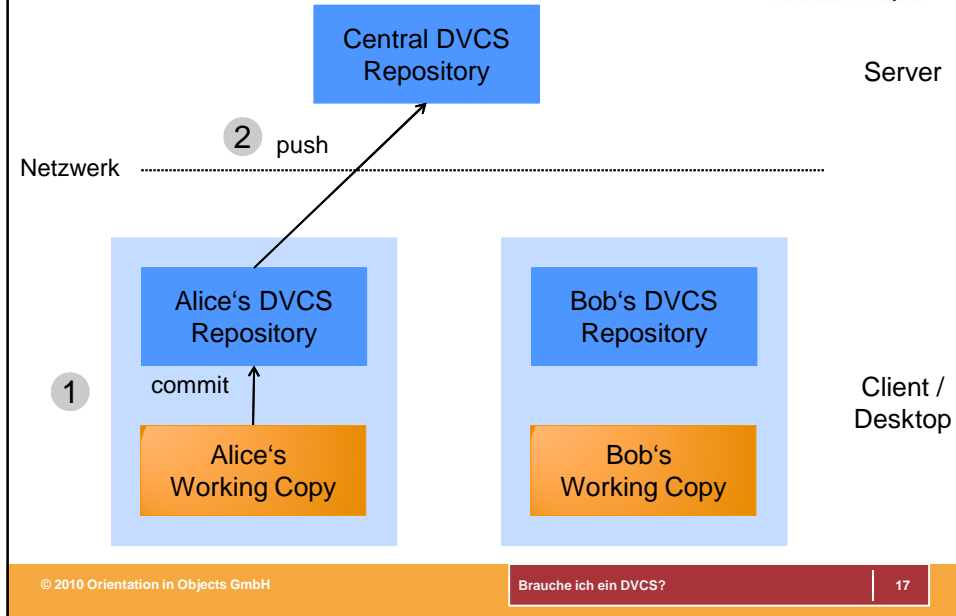 Central DVCS
Repository
Server
2 push
Netzwerk
Alice‘s DVCS
Repository
Bob‘s DVCS
Repository
1
commit
Client /
Desktop
Alice‘s
Working Copy
Bob‘s
Working Copy
© 2010 Orientation in Objects GmbH
Brauche ich ein DVCS?
17